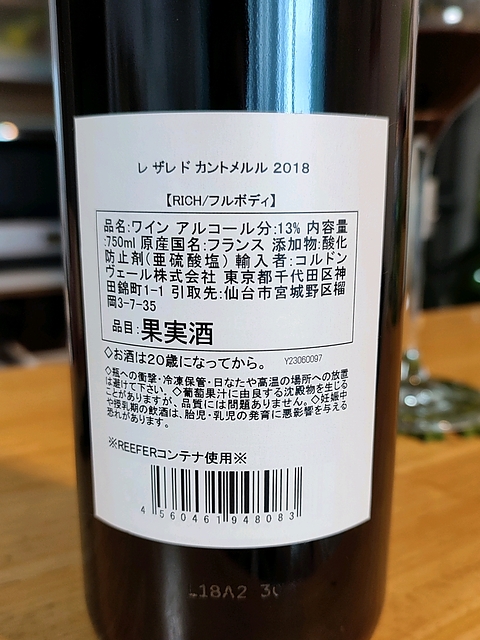 レ ザレ ド カントメルル 2018
【RICH/フルボディ】
品名:ワイン アルコール分:13% 内容量
:750ml 原産国名:フランス 添加物:酸化
防止剤(亜硫酸塩) 輸入者:コルドン
ヴェール株式会社 東京都千代田区神
田錦町1-1 引取先:仙台市宮城野区榴
岡3-7-35
品目:果実酒
◇お酒は20歳になってから。 Y23060097
◇瓶への衝撃・冷凍保管・日なたや高温の場所への放置
は避けて下さい。◇葡萄果汁に由良する沈殿物を生じる
ことがありますが、品質には問題ありません。◇妊娠中
や授乳期の飲酒は、胎児・乳児の発育に悪影響を与える
恐れがあります。
※REEFERコンテナ使用※
4 560461 948083
L18A2